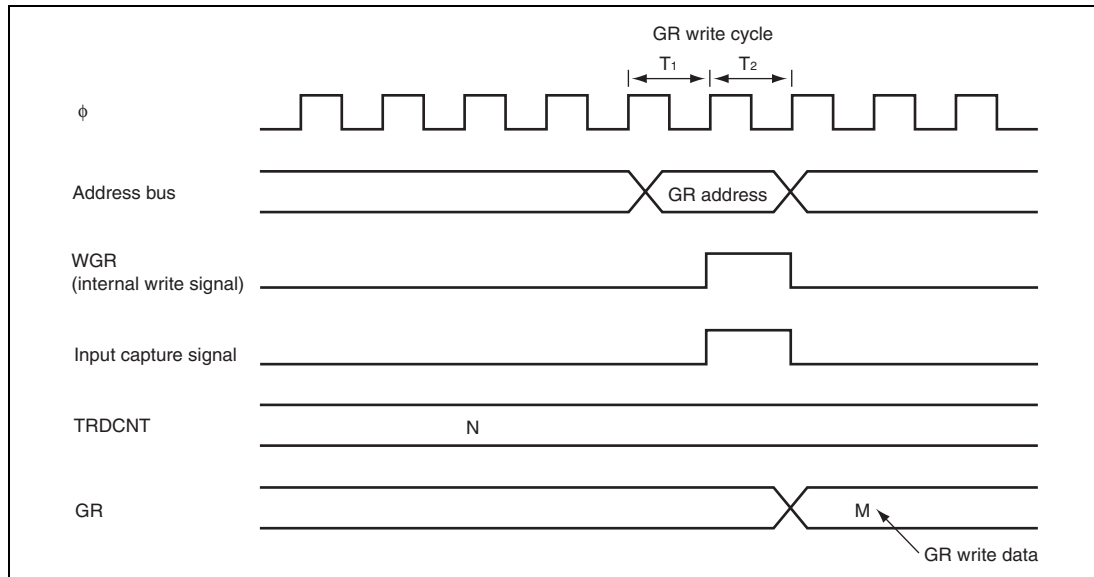 GR write cycle
T1 T2
ϕ
Address bus
GR address
WGR
(internal write signal)
Input capture signal
TRDCNT
N
GR
M
GR write data